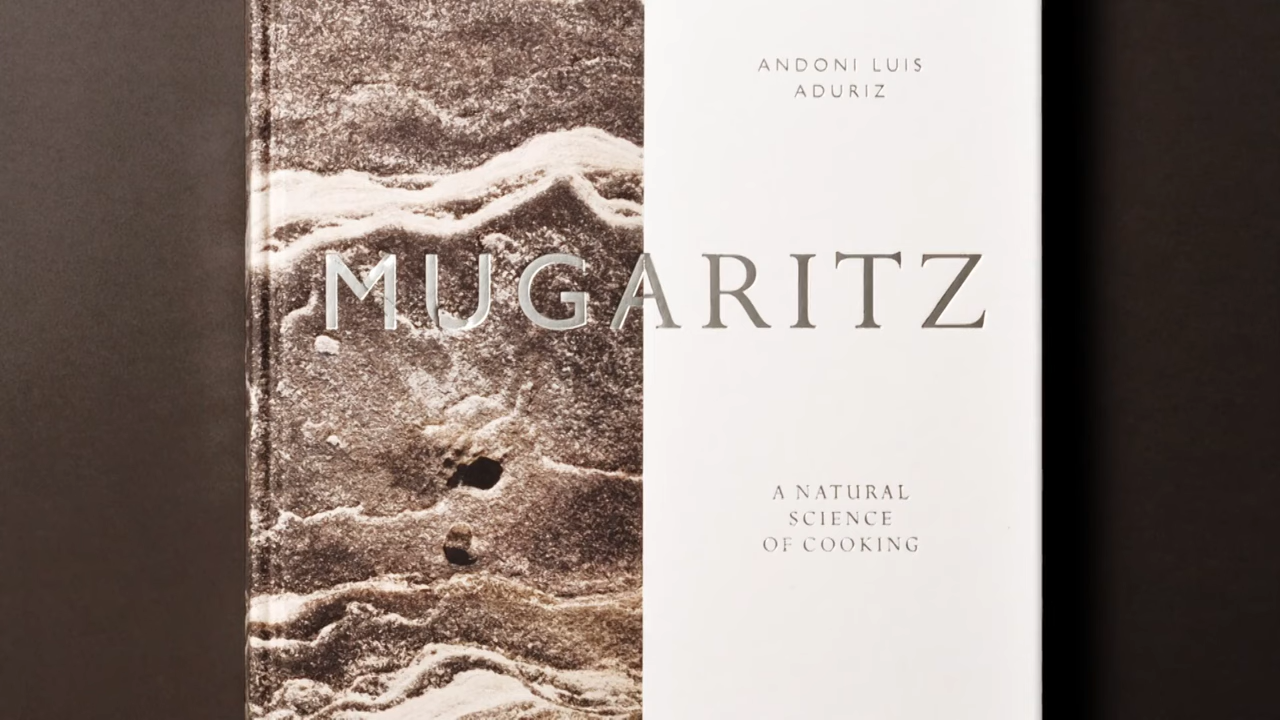 ANDONI LUIS
ADURIZ
MUGARITZ
A NATURAL
SCIENCE
OF COOKING